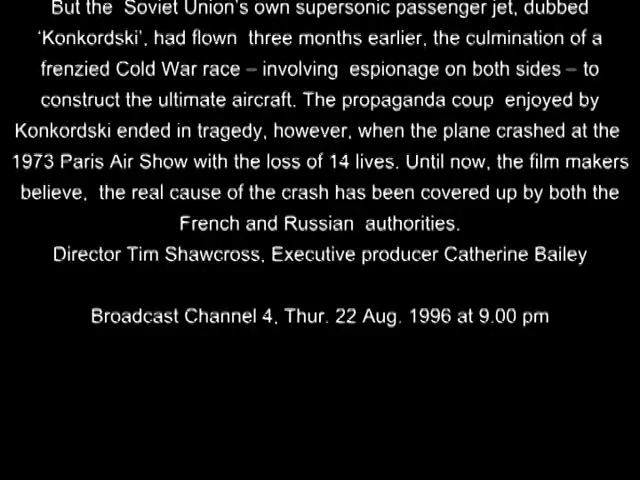 But the Soviet Union's own supersonic passenger jet, dubbed
‘Konkordski’, had flown three months earlier, the culmination of a
frenzied Cold War race – involving espionage on both sides – to
construct the ultimate aircraft. The propaganda coup enjoyed by
Konkordski ended in tragedy, however, when the plane crashed at the
1973 Paris Air Show with the loss of 14 lives. Until now, the film makers
believe, the real cause of the crash has been covered up by both the
French and Russian authorities.
Director Tim Shawcross, Executive producer Catherine Bailey
Broadcast Channel 4, Thur. 22 Aug. 1996 at 9.00 pm